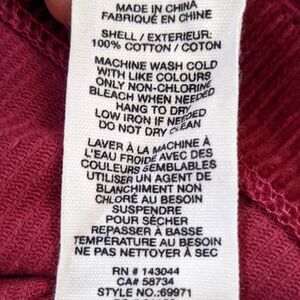 MADE IN CHINA
FABRIQUÉ EN CHINE
SHELL / EXTERIEUR:
100% COTTON / COTON
MACHINE WASH COLD
WITH LIKE COLOURS
ONLY NON-CHLORINE
BLEACH WHEN NEEDED
HANG TO DRY
LOW IRON IF NEEDED
DO NOT DRY CLEAN
LAVER À LA MACHINE À
L'EAU FROIDE AVEC DES
COULEURS SEMBLABLES
UTILISER UN AGENT DE
BLANCHIMENT NON
CHLORÉ AU BESOIN
SUSPENDRE
POUR SÉCHER
REPASSER À BASSE
TEMPÉRATURE AU BESOIN
NE PAS NETTOYER À SEC
RN # 143044
CA# 58734
STYLE NO.:69971